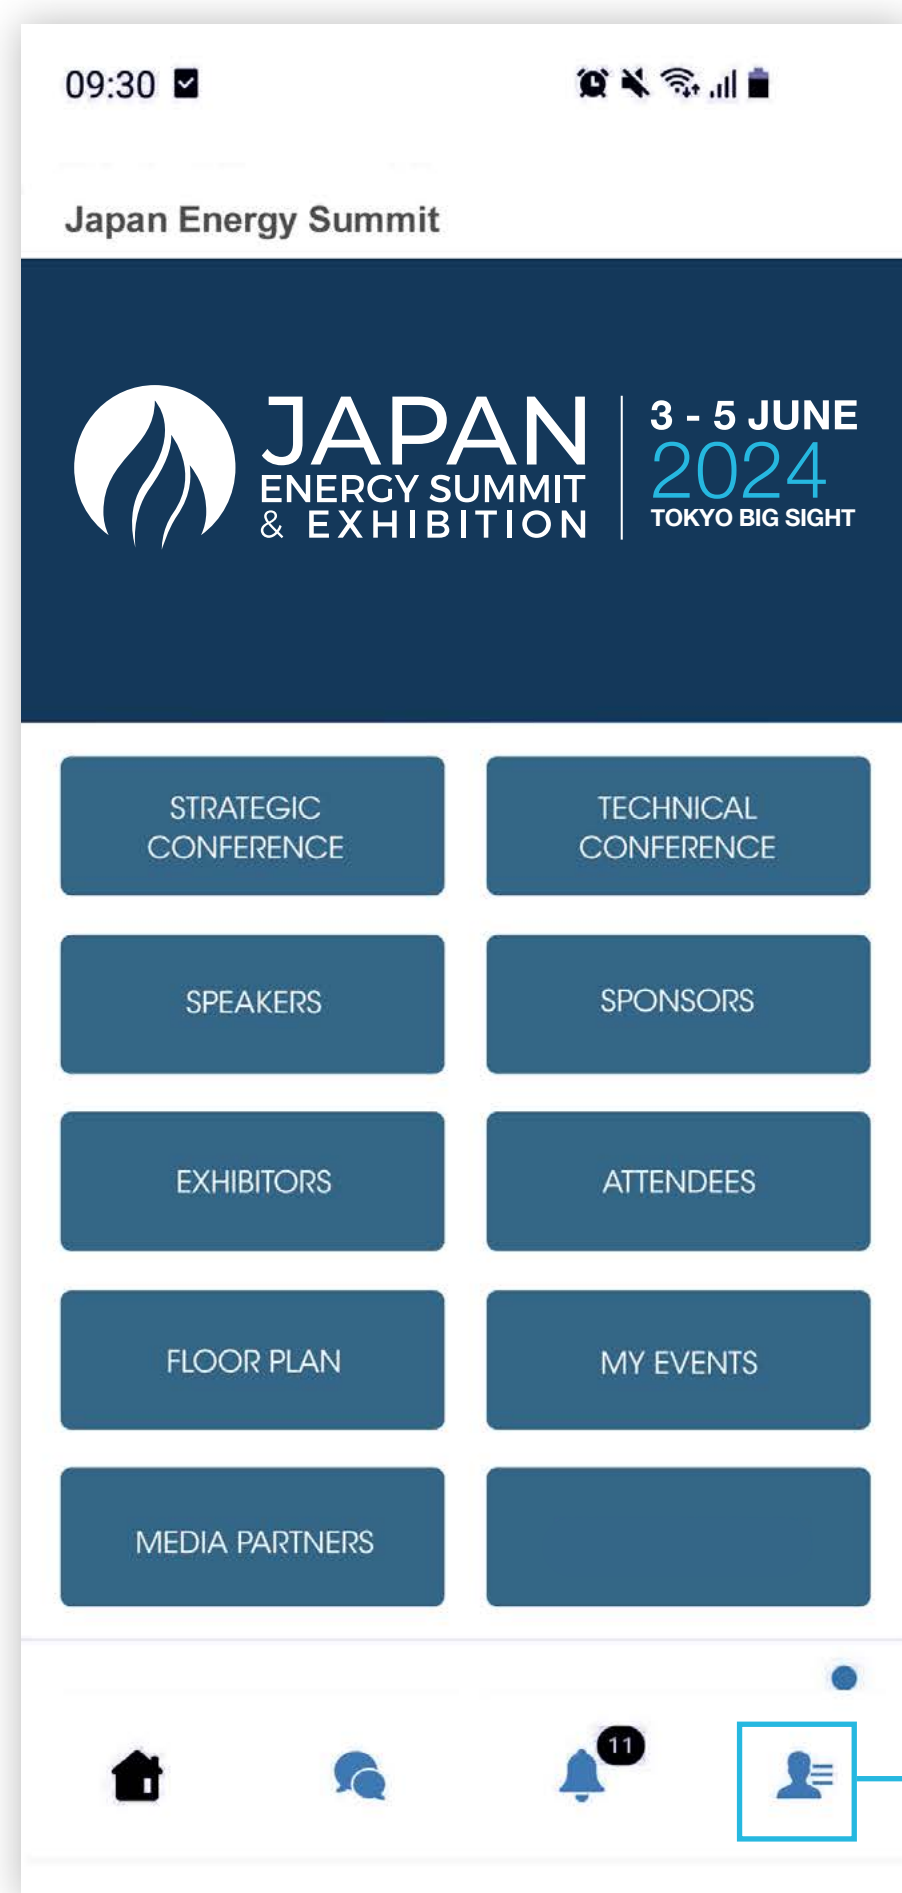 09:30
Japan Energy Summit
JAPAN
ENERGY SUMMIT
& EXHIBITION
3 - 5 JUNE
2024
TOKYO BIG SIGHT
STRATEGIC
CONFERENCE
TECHNICAL
CONFERENCE
SPEAKERS
SPONSORS
EXHIBITORS
ATTENDEES
FLOOR PLAN
MY EVENTS
MEDIA PARTNERS
11